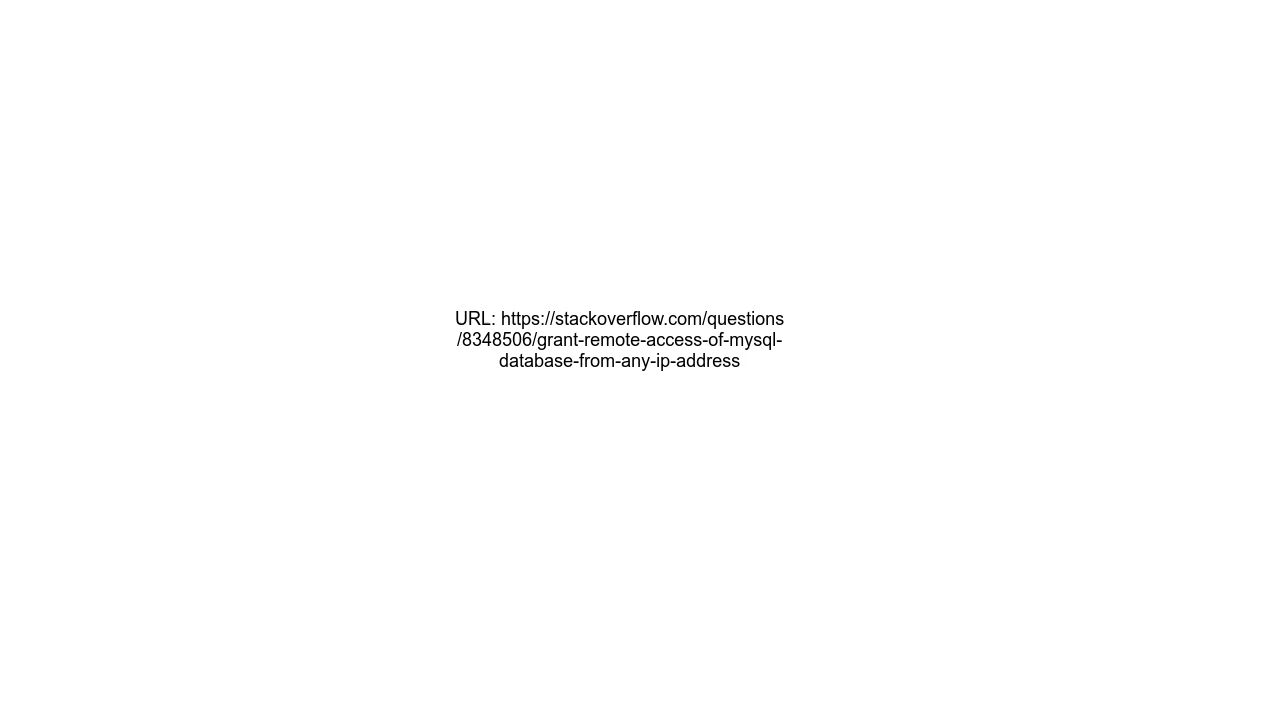 URL: https://stackoverflow.com/questions
/8348506/grant-remote-access-of-mysql-
database-from-any-ip-address